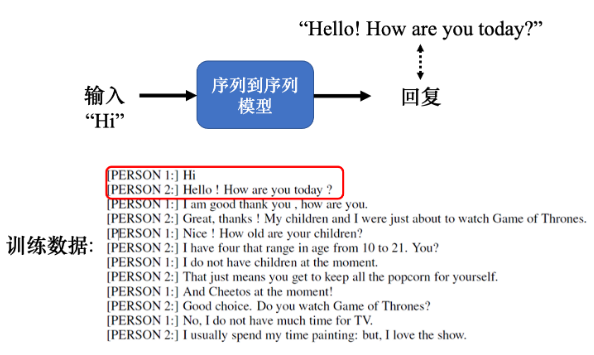 “Hello! How are you today?”
输入
“Hi”
序列到序列
模型
回复
训练数据:
[PERSON 1:] Hi
[PERSON 2:] Hello ! How are you today ?
[PERSON 1:] I am good thank you , how are you.
[PERSON 2:] Great, thanks ! My children and I were just about to watch Game of Thrones.
[PERSON 1:] Nice ! How old are your children?
[PERSON 2:] I have four that range in age from 10 to 21. You?
[PERSON 1:] I do not have children at the moment.
[PERSON 2:] That just means you get to keep all the popcorn for yourself.
[PERSON 1:] And Cheetos at the moment!
[PERSON 2:] Good choice. Do you watch Game of Thrones?
[PERSON 1:] No, I do not have much time for TV.
[PERSON 2:] I usually spend my time painting: but, I love the show.